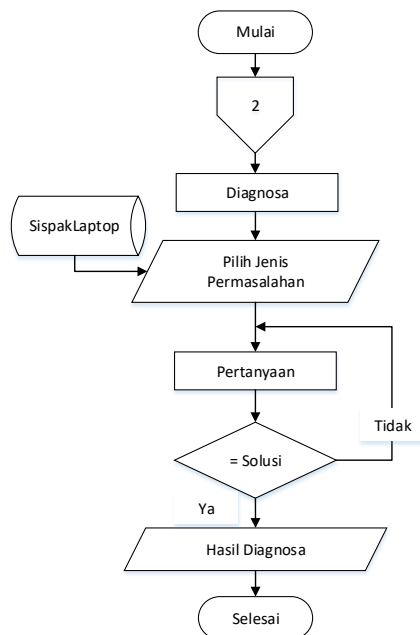 Mulai
2
Diagnosa
SispakLaptop
Pilih Jenis
Permasalahan
Pertanyaan
Tidak
= Solusi
Ya
Hasil Diagnosa
Selesai